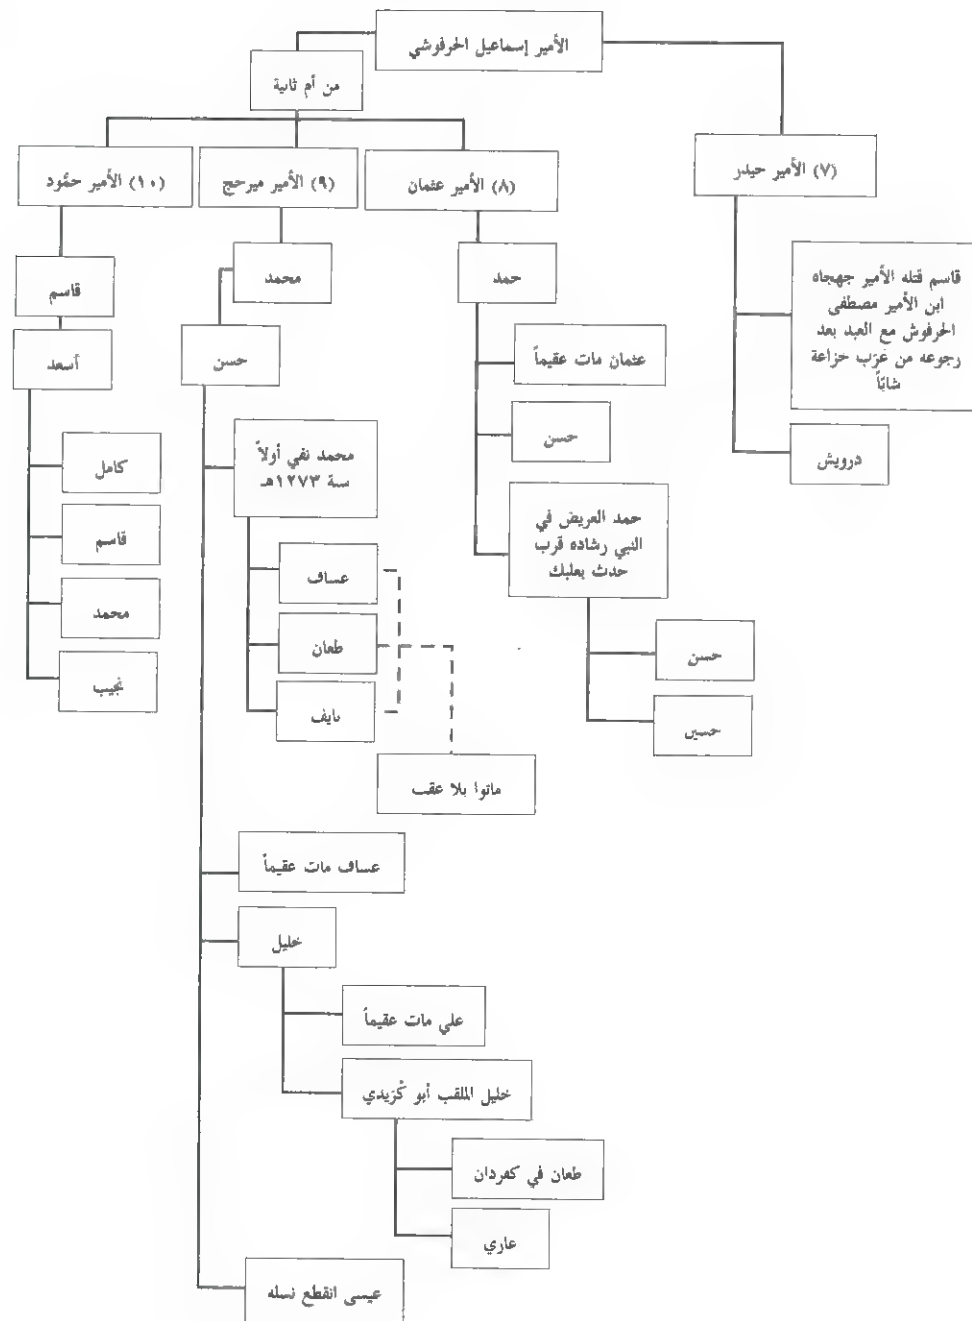 الأمير إسماعيل الحرفوشي
من أم ثانية
(٧) الأمير حيدر
(٨) الأمير عثمان
(٩) الأمير ميرحج
(١٠) الأمير حمّود
قاسم قتله الأمير جهجاه
ابن الأمير مصطفى
الحرفوش مع العبد بعد
رجوعه من عَرَب خزاعة
شابّاً
درويش
حمد
عثمان مات عقيماً
حسن
حمد العريض في
النبي رشاده قرب
حدث بعلبك
حسن
حسين
محمد
حسن
محمد نفي أولاً
سنة ١٢٧٣هـ
عساف
طعان
نايف
ماتوا بلا عقب
عساف مات عقيماً
خليل
علي مات عقيماً
خليل الملقب أبو كُزيدي
طعان في كفردان
عيسى انقطع نسله
قاسم
أسعد
كامل
قاسم
محمد
نجيب